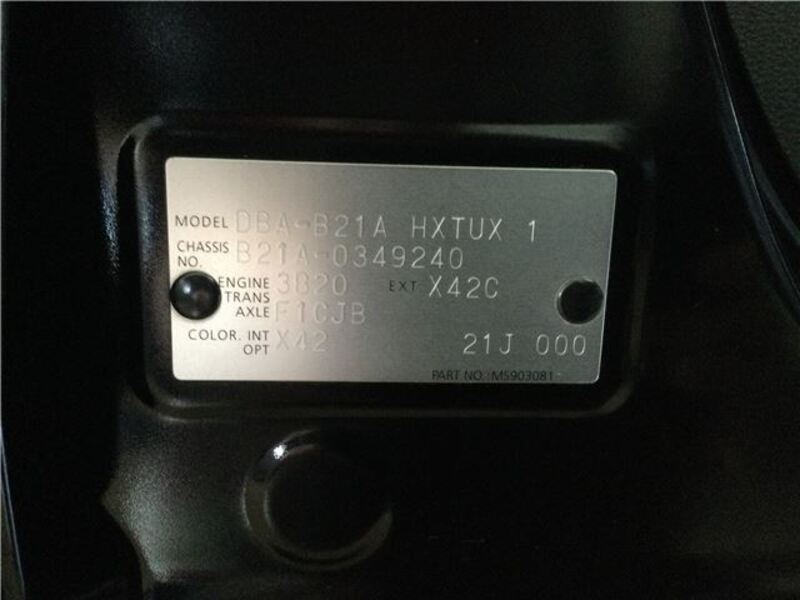 MODEL DBA-B21A HXTUX 1
CHASSIS NO. B21A-0349240
ENGINE 3B20 EXT X42C
TRANS AXLE F1CJB
COLOR. INT X42
OPT 21J 000
PART NO. M5903081